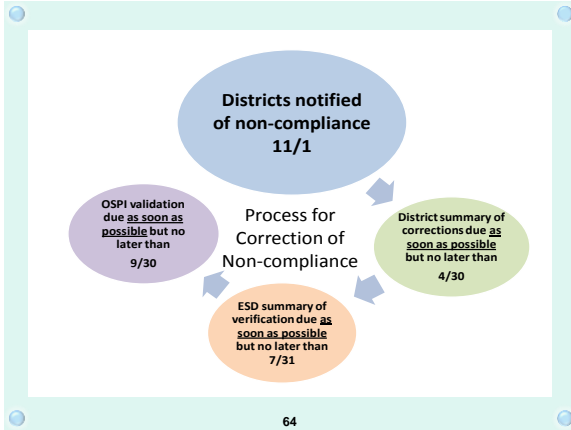 Districts notified
of non-compliance
11/1
OSPI validation
due as soon as
possible but no
later than
9/30
Process for
Correction of
Non-compliance
District summary of
corrections due as
soon as possible
but no later than
4/30
ESD summary of
verification due as
soon as possible
but no later than
7/31
64